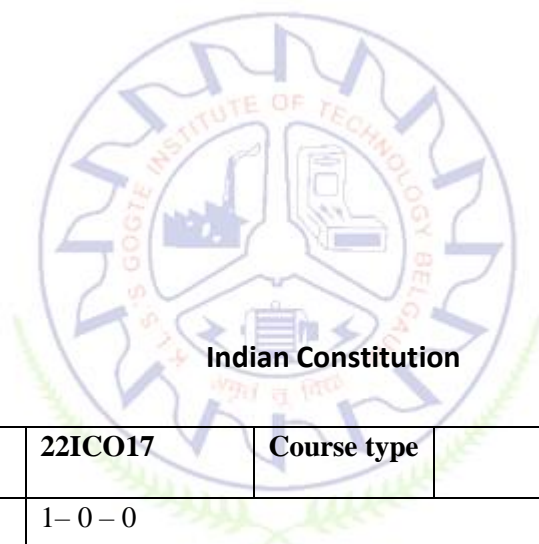 K.L.S.'S GOGTE INSTITUTE OF TECHNOLOGY BELGAUM
Indian Constitution
22ICO17 Course type
1– 0 – 0